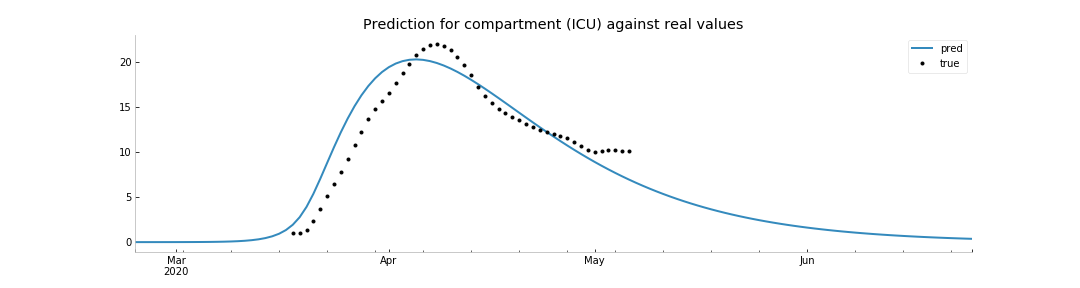 Prediction for compartment (ICU) against real values
pred
true
20
15
10
5
0
Mar
2020
Apr
May
Jun